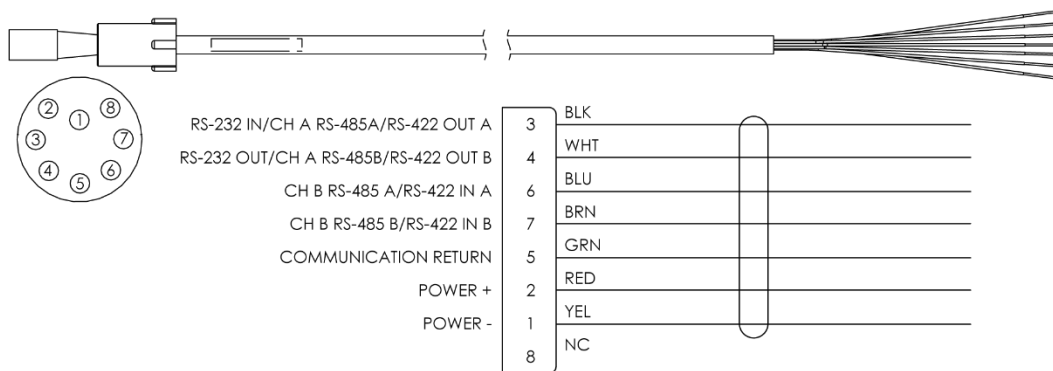 2
8
1
3
7
4
6
5
RS-232 IN/CH A RS-485A/RS-422 OUT A 3 BLK
RS-232 OUT/CH A RS-485B/RS-422 OUT B 4 WHT
CH B RS-485 A/RS-422 IN A 6 BLU
CH B RS-485 B/RS-422 IN B 7 BRN
COMMUNICATION RETURN 5 GRN
POWER + 2 RED
POWER - 1 YEL
8 NC